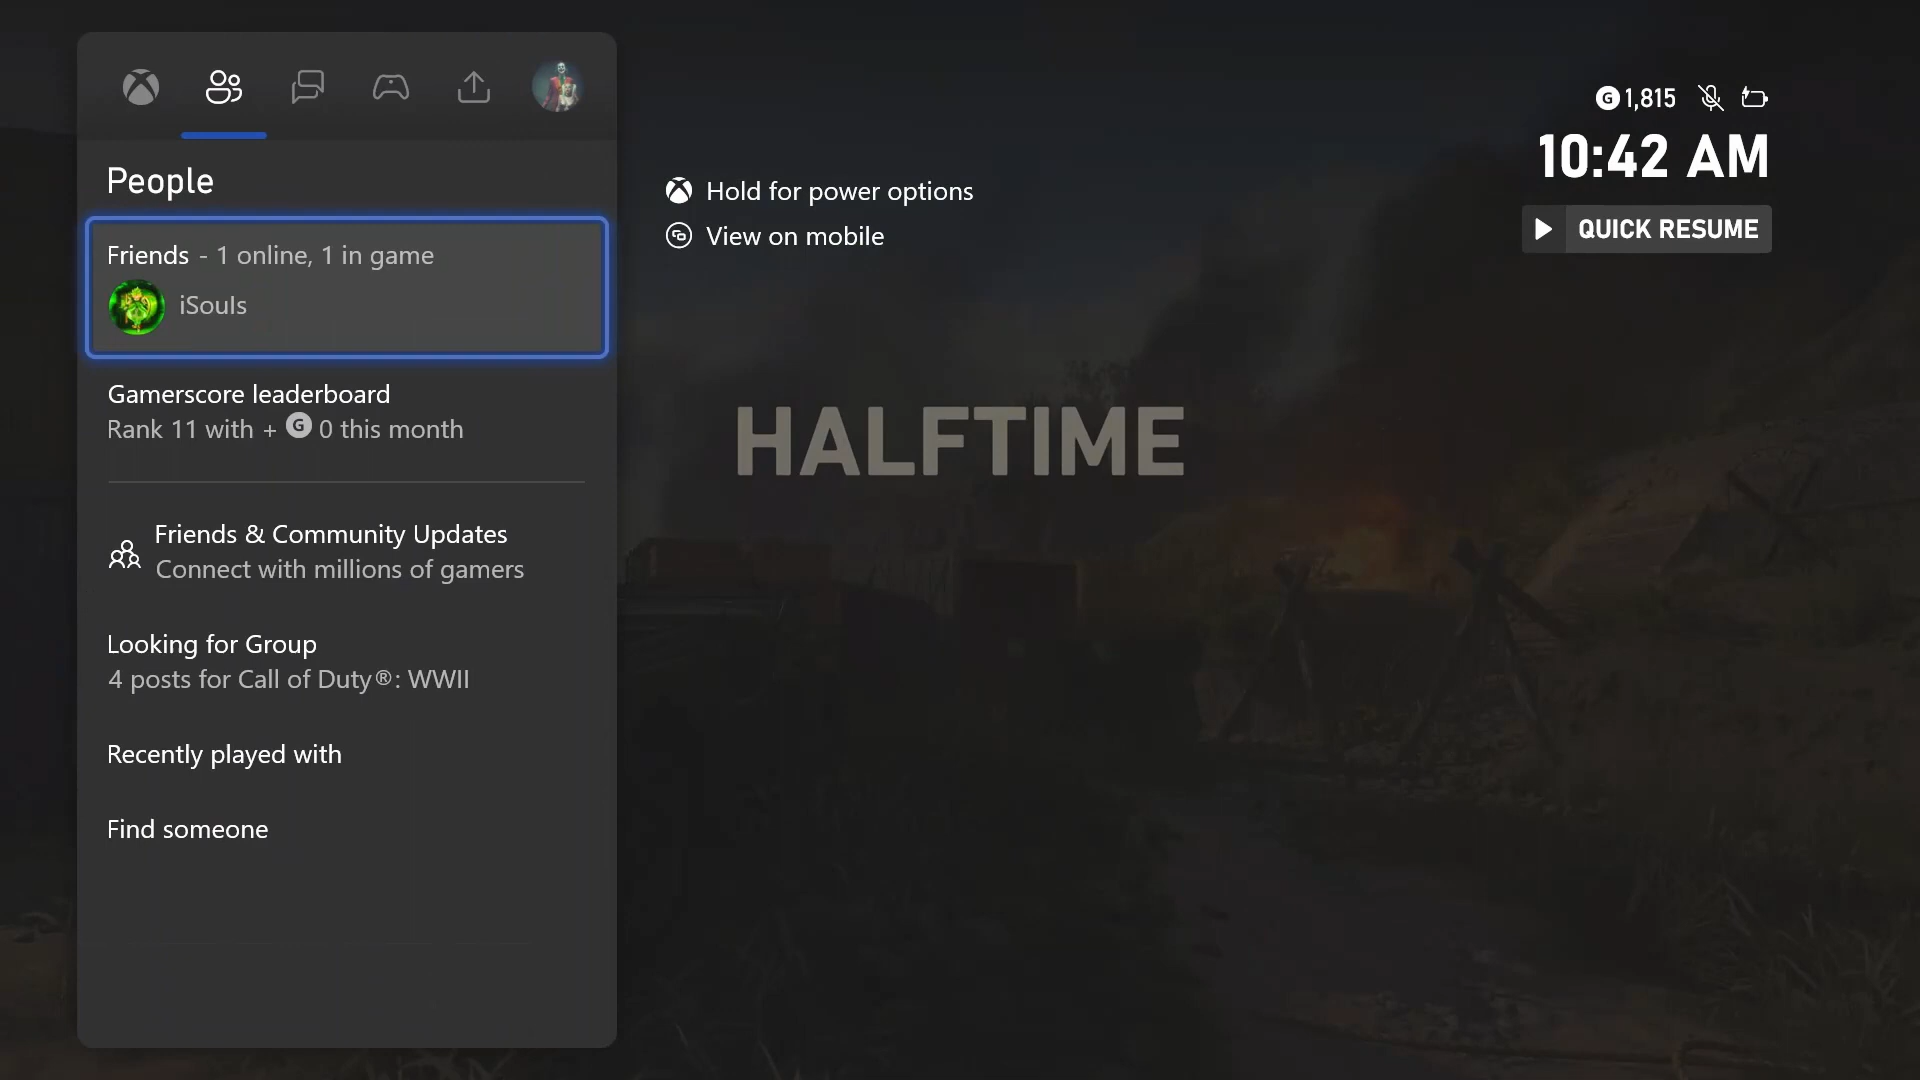 People
Friends - 1 online, 1 in game
iSouls
Gamerscore leaderboard
Rank 11 with + G 0 this month
Friends & Community Updates
Connect with millions of gamers
Looking for Group
4 posts for Call of Duty®: WWII
Recently played with
Find someone
Hold for power options
View on mobile
HALFTIME
G 1,815
10:42 AM
QUICK RESUME